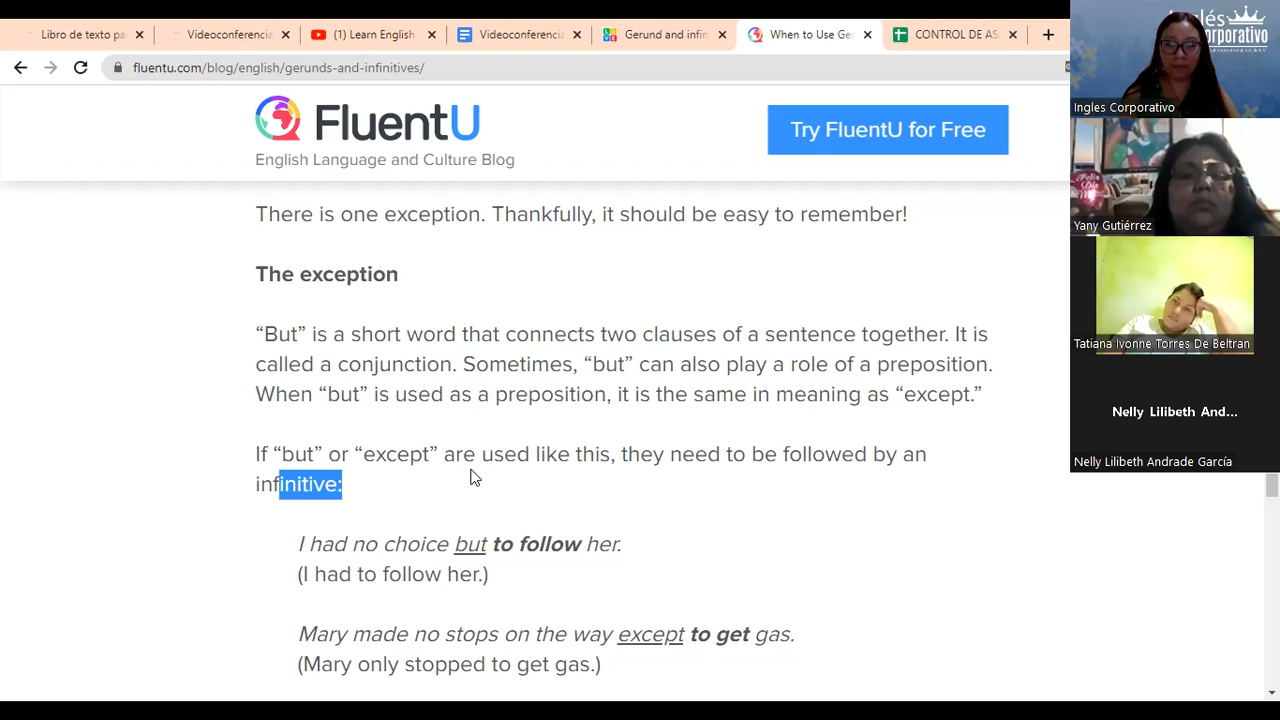 Libro de texto pa
Videoconferencia
(1) Learn English
Videoconferencia
Gerund and infin
When to Use Ger
CONTROL DE AS
fluentu.com/blog/english/gerunds-and-infinitives/
FluentU
English Language and Culture Blog
Try FluentU for Free
There is one exception. Thankfully, it should be easy to remember!
The exception
“But” is a short word that connects two clauses of a sentence together. It is
called a conjunction. Sometimes, “but” can also play a role of a preposition.
When “but” is used as a preposition, it is the same in meaning as “except.”
If “but” or “except” are used like this, they need to be followed by an
infinitive:
I had no choice but to follow her.
(I had to follow her.)
Mary made no stops on the way except to get gas.
(Mary only stopped to get gas.)
Inglés
Corporativo
Ingles Corporativo
Yany Gutiérrez
Tatiana Ivonne Torres De Beltran
Nelly Lilibeth And...
Nelly Lilibeth Andrade García